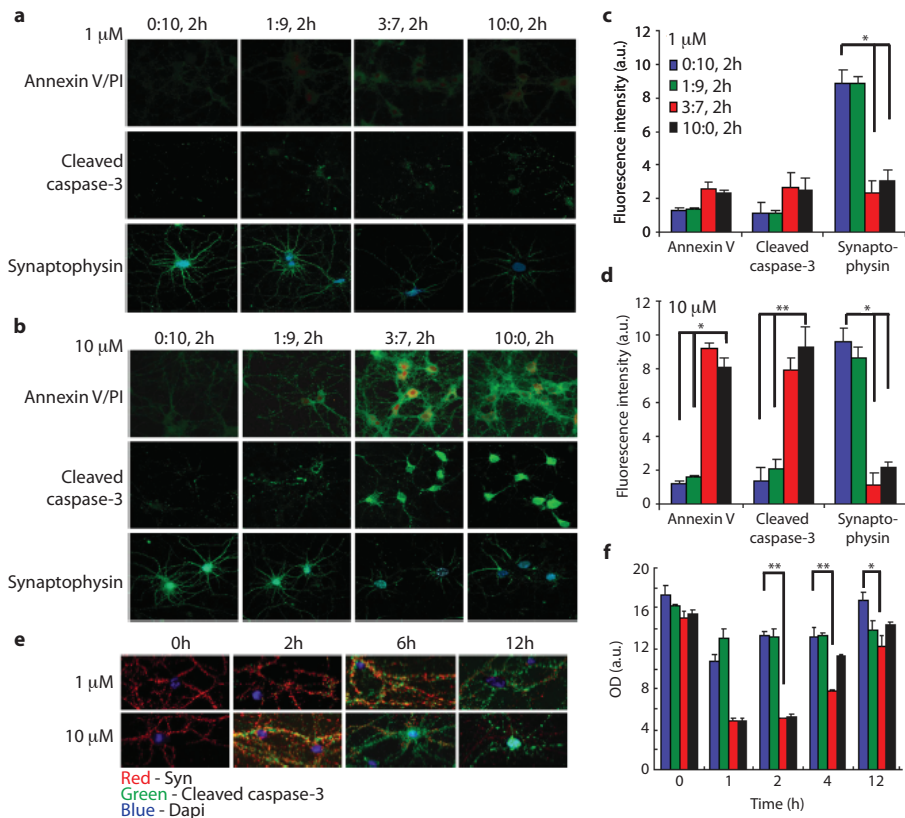 a
0:10, 2h 1:9, 2h 3:7, 2h 10:0, 2h
1 µM
Annexin V/PI
Cleaved
caspase-3
Synaptophysin
b
0:10, 2h 1:9, 2h 3:7, 2h 10:0, 2h
10 µM
Annexin V/PI
Cleaved
caspase-3
Synaptophysin
e
0h 2h 6h 12h
1 µM
10 µM
Red - Syn
Green - Cleaved caspase-3
Blue - Dapi
c
Fluorescence intensity (a.u.)
12
10
8
6
4
2
0
1 µM
0:10, 2h
1:9, 2h
3:7, 2h
10:0, 2h
*
Annexin V Cleaved caspase-3 Synapto-physin
d
Fluorescence intensity (a.u.)
12
10
8
6
4
2
0
10 µM
* ** *
Annexin V Cleaved caspase-3 Synapto-physin
f
OD (a.u.)
20
16
12
8
4
0
** ** *
0 1 2 4 12
Time (h)